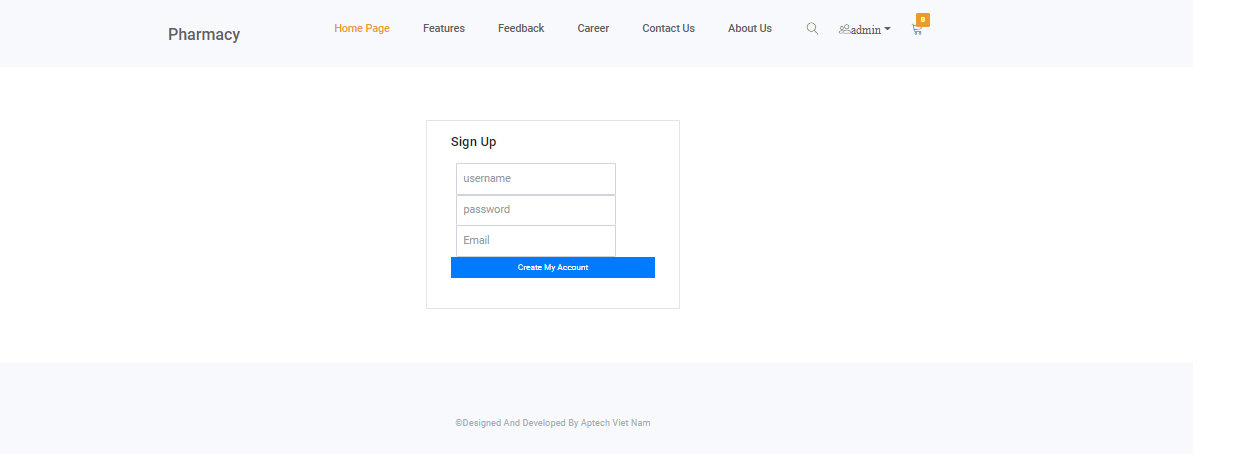 Pharmacy
Home Page Features Feedback Career Contact Us About Us admin 0
Sign Up
username
password
Email
Create My Account
©Designed And Developed By Aptech Viet Nam